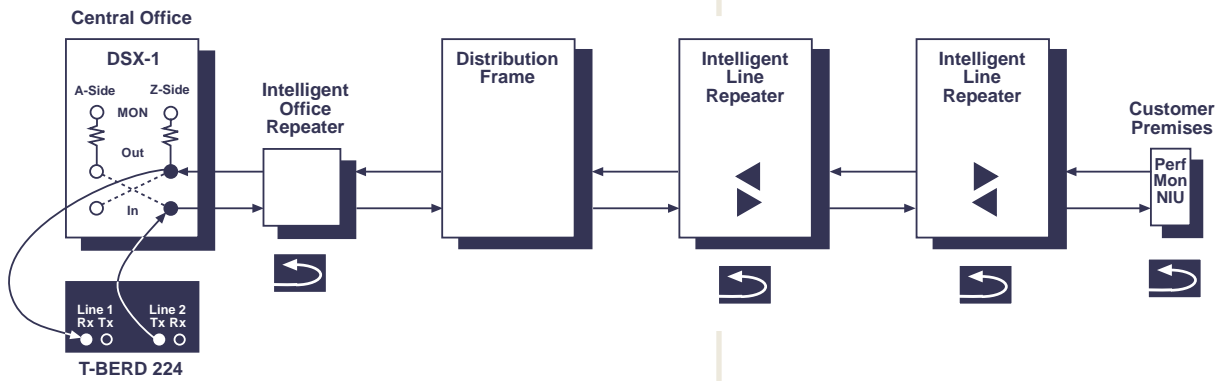 Central Office
DSX-1
A-Side
Z-Side
MON
Out
In
Intelligent
Office
Repeater
Distribution
Frame
Intelligent
Line
Repeater
Intelligent
Line
Repeater
Customer
Premises
Perf
Mon
NIU
Line 1
Rx Tx
Line 2
Tx Rx
T-BERD 224